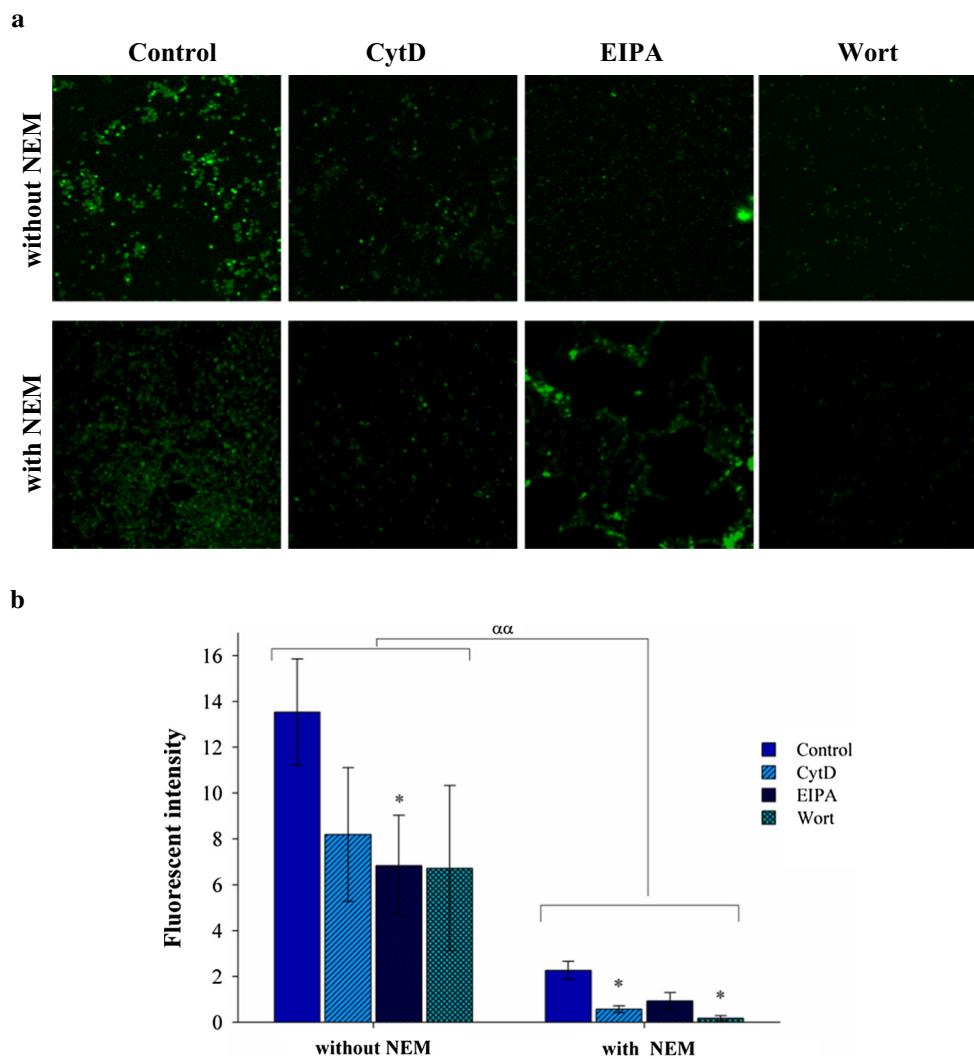 a
Control CytD EIPA Wort
without NEM
with NEM
b
αα
Fluorescent intensity
16
14
12
10
8
6
4
2
0
*
*
*
Control
CytD
EIPA
Wort
without NEM
with NEM